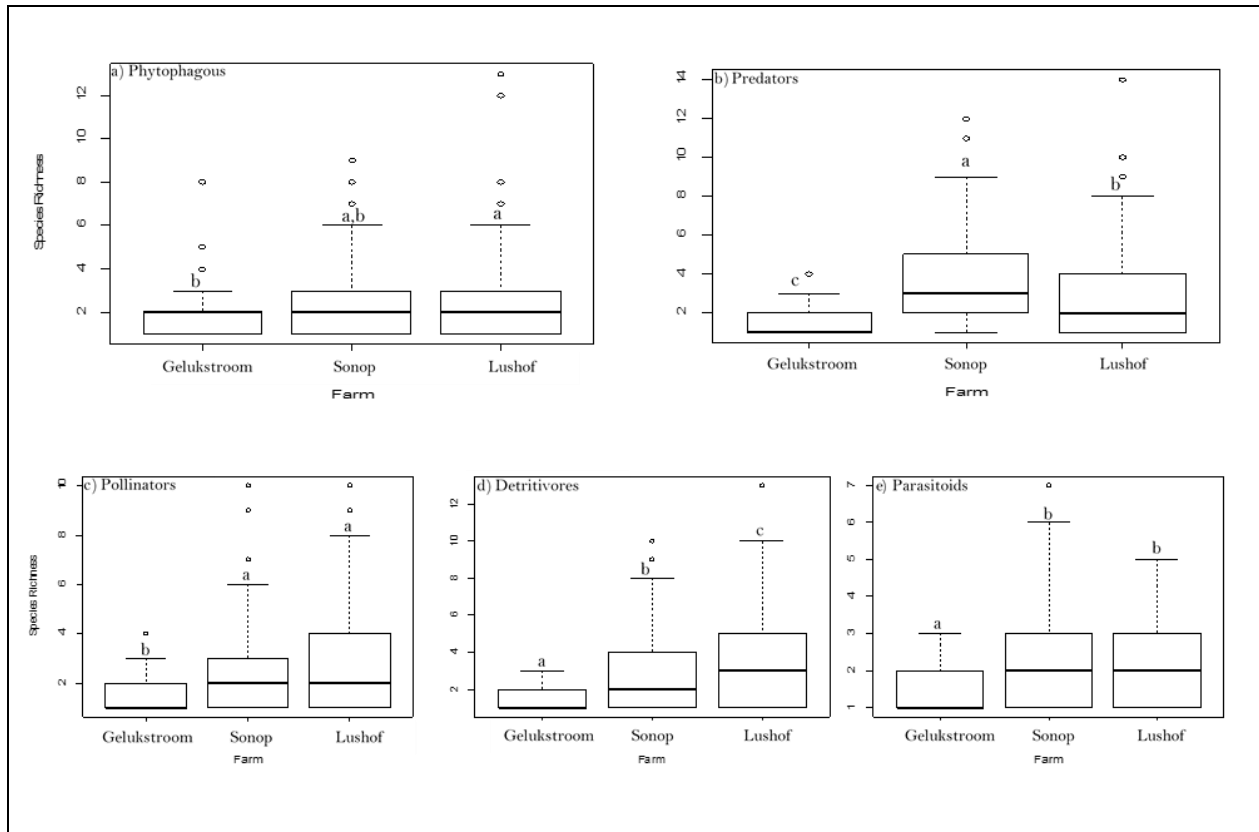 a) Phytophagous
Species Richness
12
10
8
6
4
2
b
a,b
a
Gelukstroom Sonop Lushof
Farm
b) Predators
14
12
10
8
6
4
2
c
a
b
Gelukstroom Sonop Lushof
Farm
c) Pollinators
Species Richness
10
8
6
4
2
b
a
a
Gelukstroom Sonop Lushof
Farm
d) Detritivores
12
10
8
6
4
2
a
b
c
Gelukstroom Sonop Lushof
Farm
e) Parasitoids
7
6
5
4
3
2
1
a
b
b
Gelukstroom Sonop Lushof
Farm